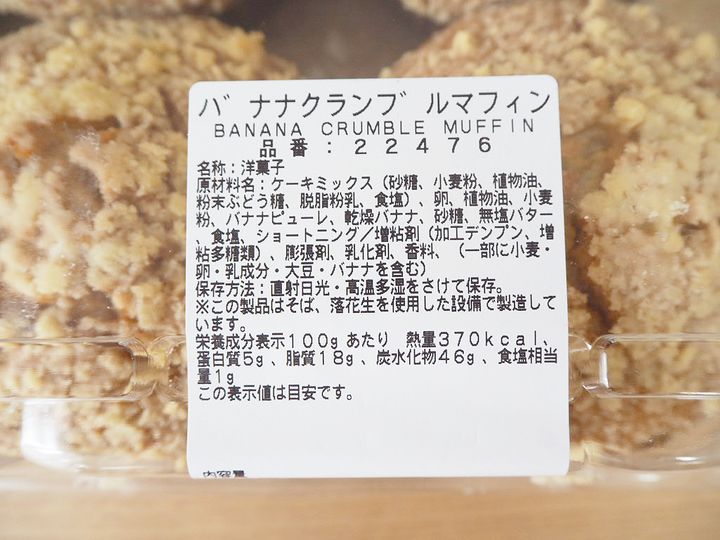 バナナクランブルマフィン
BANANA CRUMBLE MUFFIN
品番:22476
名称:洋菓子
原材料名:ケーキミックス(砂糖、小麦粉、植物油、
粉末ぶどう糖、脱脂粉乳、食塩)、卵、植物油、小麦
粉、バナナピューレ、乾燥バナナ、砂糖、無塩バター
、食塩、ショートニング/増粘剤(加工デンプン、増
粘多糖類)、膨張剤、乳化剤、香料、(一部に小麦・
卵・乳成分・大豆・バナナを含む)
保存方法:直射日光・高温多湿をさけて保存。
※この製品はそば、落花生を使用した設備で製造して
います。
栄養成分表示100gあたり 熱量370kcal、
蛋白質5g、脂質18g、炭水化物46g、食塩相当
量1g
この表示値は目安です。
内容量